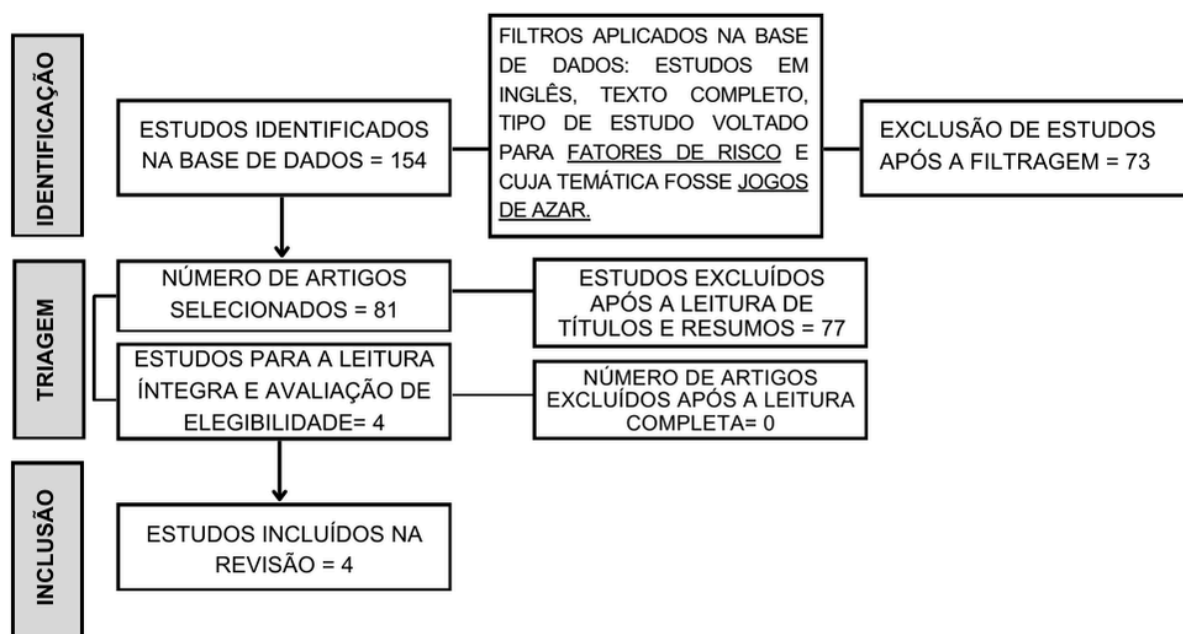 IDENTIFICAÇÃO
ESTUDOS IDENTIFICADOS
NA BASE DE DADOS = 154
FILTROS APLICADOS NA BASE
DE DADOS: ESTUDOS EM
INGLÊS, TEXTO COMPLETO,
TIPO DE ESTUDO VOLTADO
PARA FATORES DE RISCO E
CUJA TEMÁTICA FOSSE JOGOS
DE AZAR.
EXCLUSÃO DE ESTUDOS
APÓS A FILTRAGEM = 73
TRIAGEM
NÚMERO DE ARTIGOS
SELECIONADOS = 81
ESTUDOS EXCLUÍDOS
APÓS A LEITURA DE
TÍTULOS E RESUMOS = 77
ESTUDOS PARA A LEITURA
ÍNTEGRA E AVALIAÇÃO DE
ELEGIBILIDADE= 4
NÚMERO DE ARTIGOS
EXCLUÍDOS APÓS A LEITURA
COMPLETA= 0
INCLUSÃO
ESTUDOS INCLUÍDOS NA
REVISÃO = 4